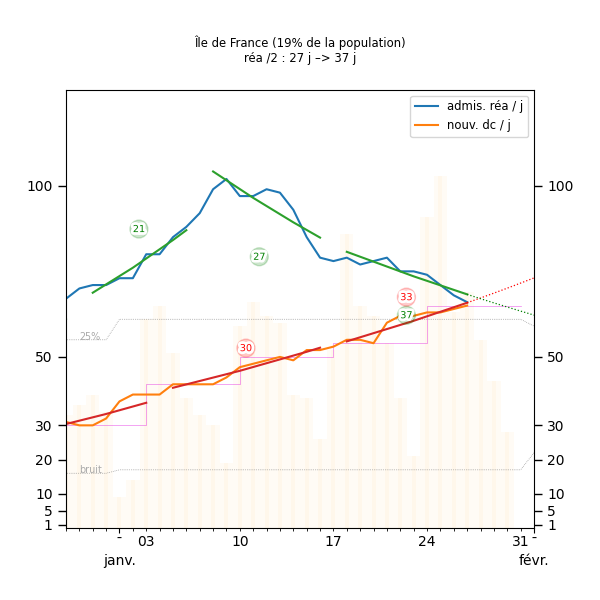 Île de France (19% de la population)
réa /2 : 27 j –> 37 j
admis. réa / j
nouv. dc / j
100
100
21
27
33
37
30
25%
bruit
50
50
30
30
20
20
10
10
5
5
1
1
- 03 10 17 24 31 -
janv. févr.